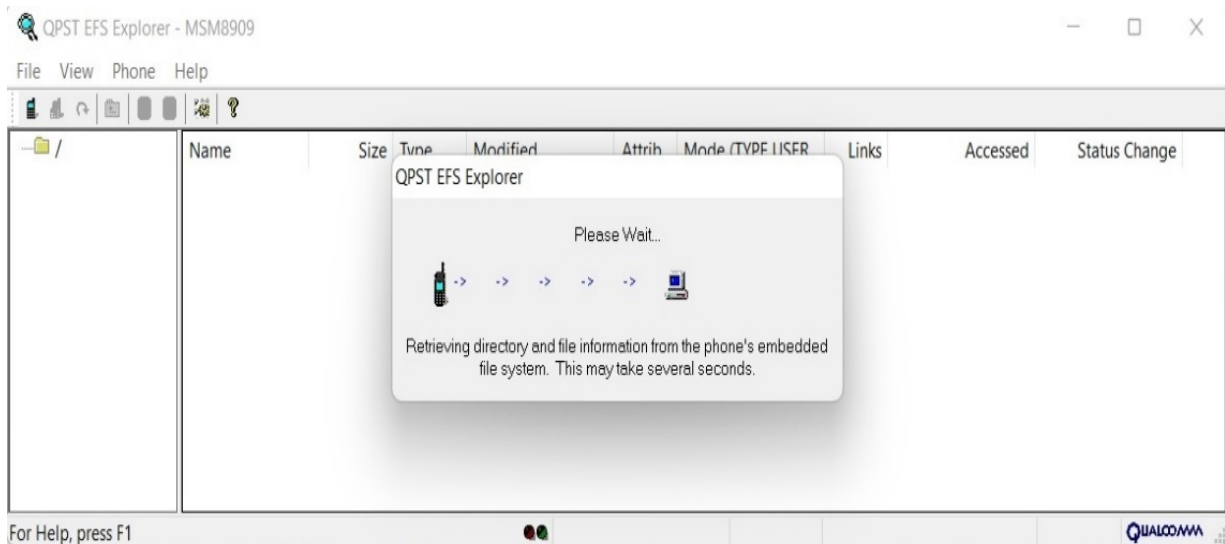 QPST EFS Explorer - MSM8909
File View Phone Help
/
Name Size Type Modified Attrib Mode (TYPE USER Links Accessed Status Change
QPST EFS Explorer
Please Wait...
-> -> -> -> ->
Retrieving directory and file information from the phone's embedded
file system. This may take several seconds.
For Help, press F1
QUALCOMM